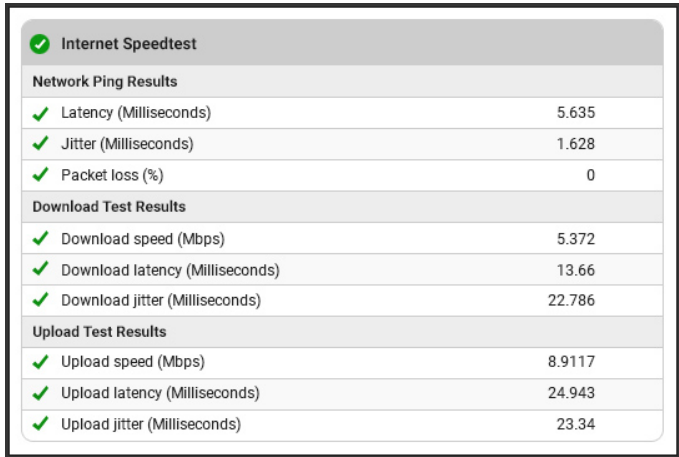 Internet Speedtest
Network Ping Results
Latency (Milliseconds) 5.635
Jitter (Milliseconds) 1.628
Packet loss (%) 0
Download Test Results
Download speed (Mbps) 5.372
Download latency (Milliseconds) 13.66
Download jitter (Milliseconds) 22.786
Upload Test Results
Upload speed (Mbps) 8.9117
Upload latency (Milliseconds) 24.943
Upload jitter (Milliseconds) 23.34